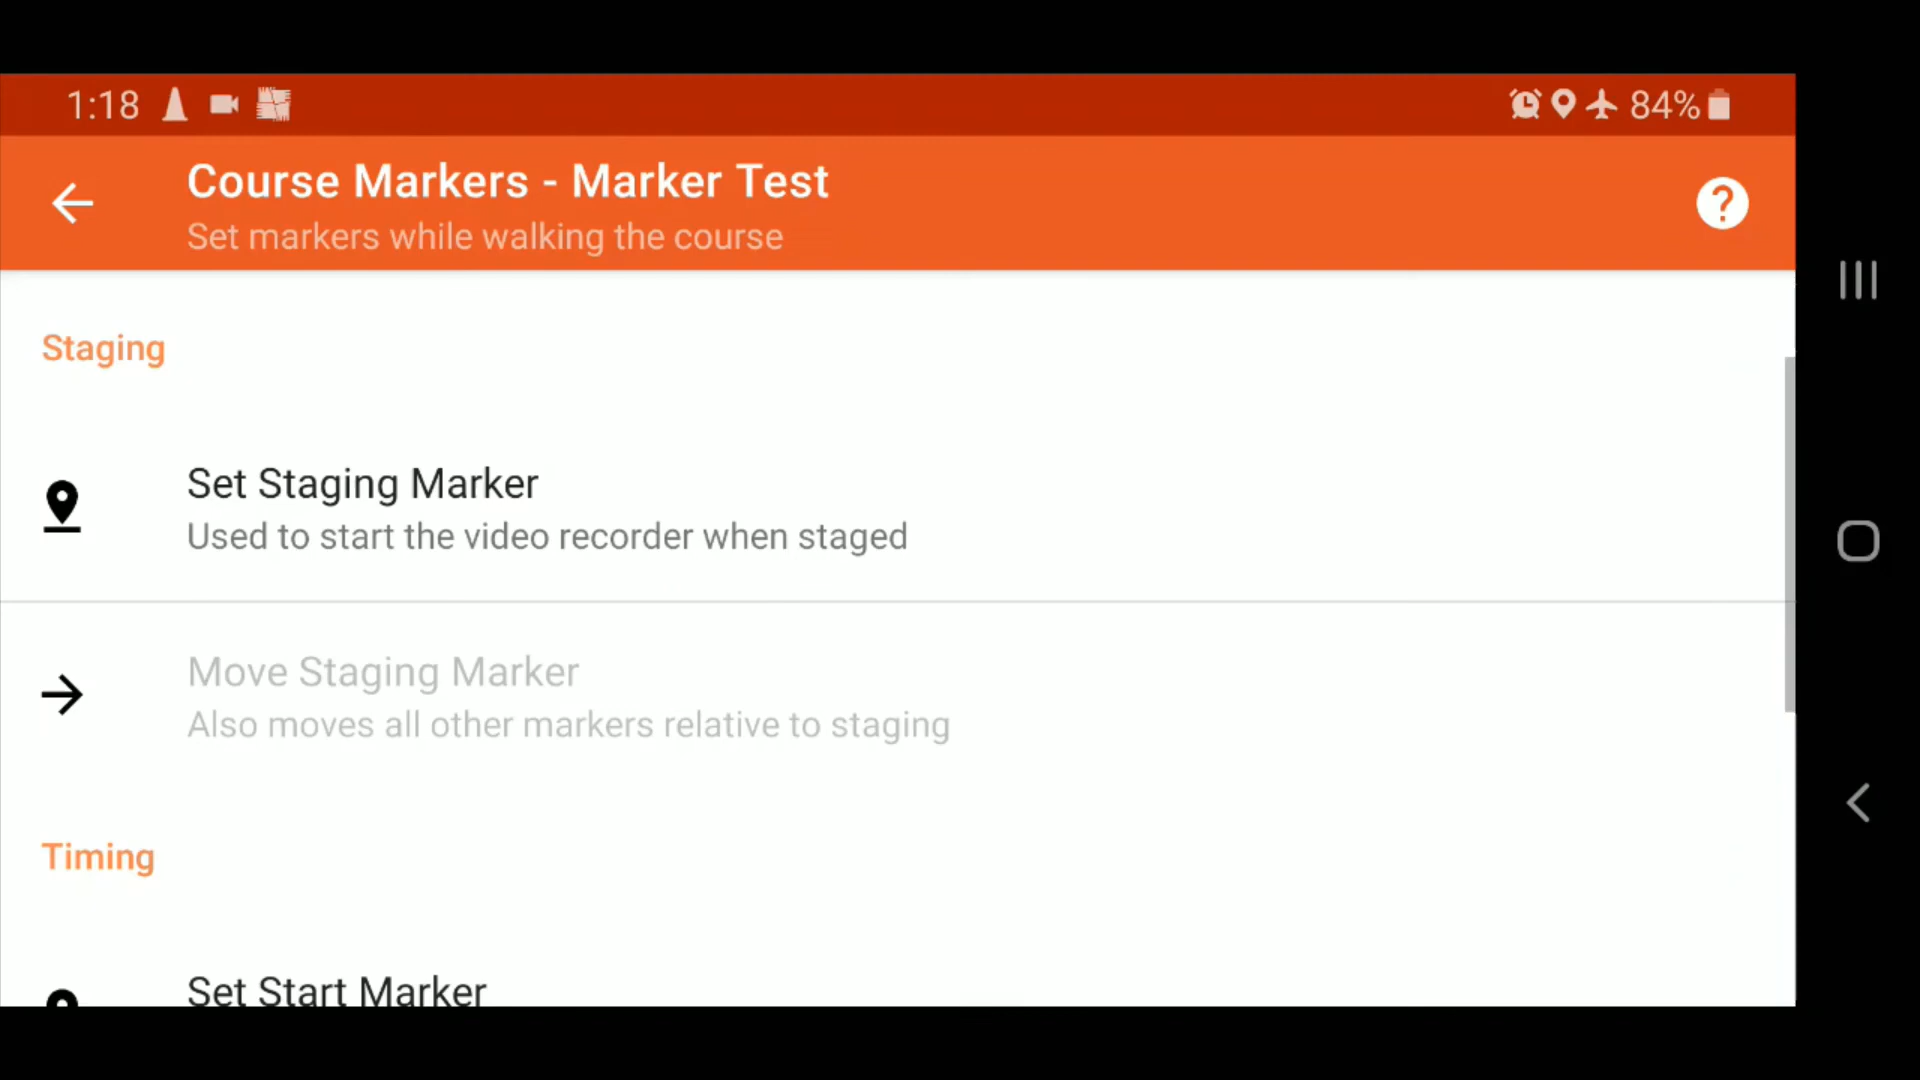 1:18
84%
Course Markers - Marker Test
Set markers while walking the course
?
Staging
Set Staging Marker
Used to start the video recorder when staged
Move Staging Marker
Also moves all other markers relative to staging
Timing
Set Start Marker